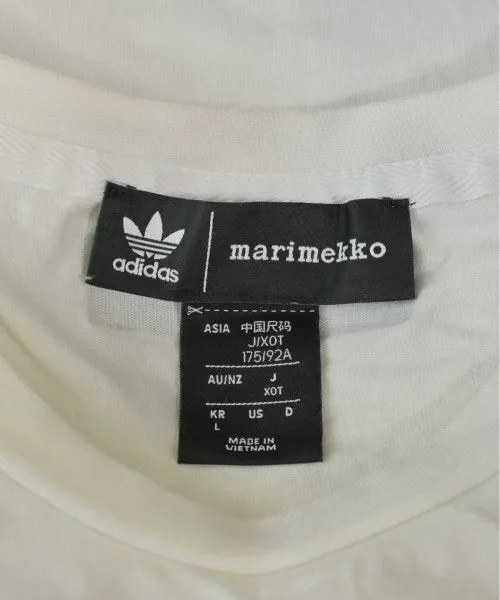 adidas
marimekko
ASIA 中国尺码
J/XOT
175/92A
AU/NZ J
XOT
KR US D
L
MADE IN
VIETNAM